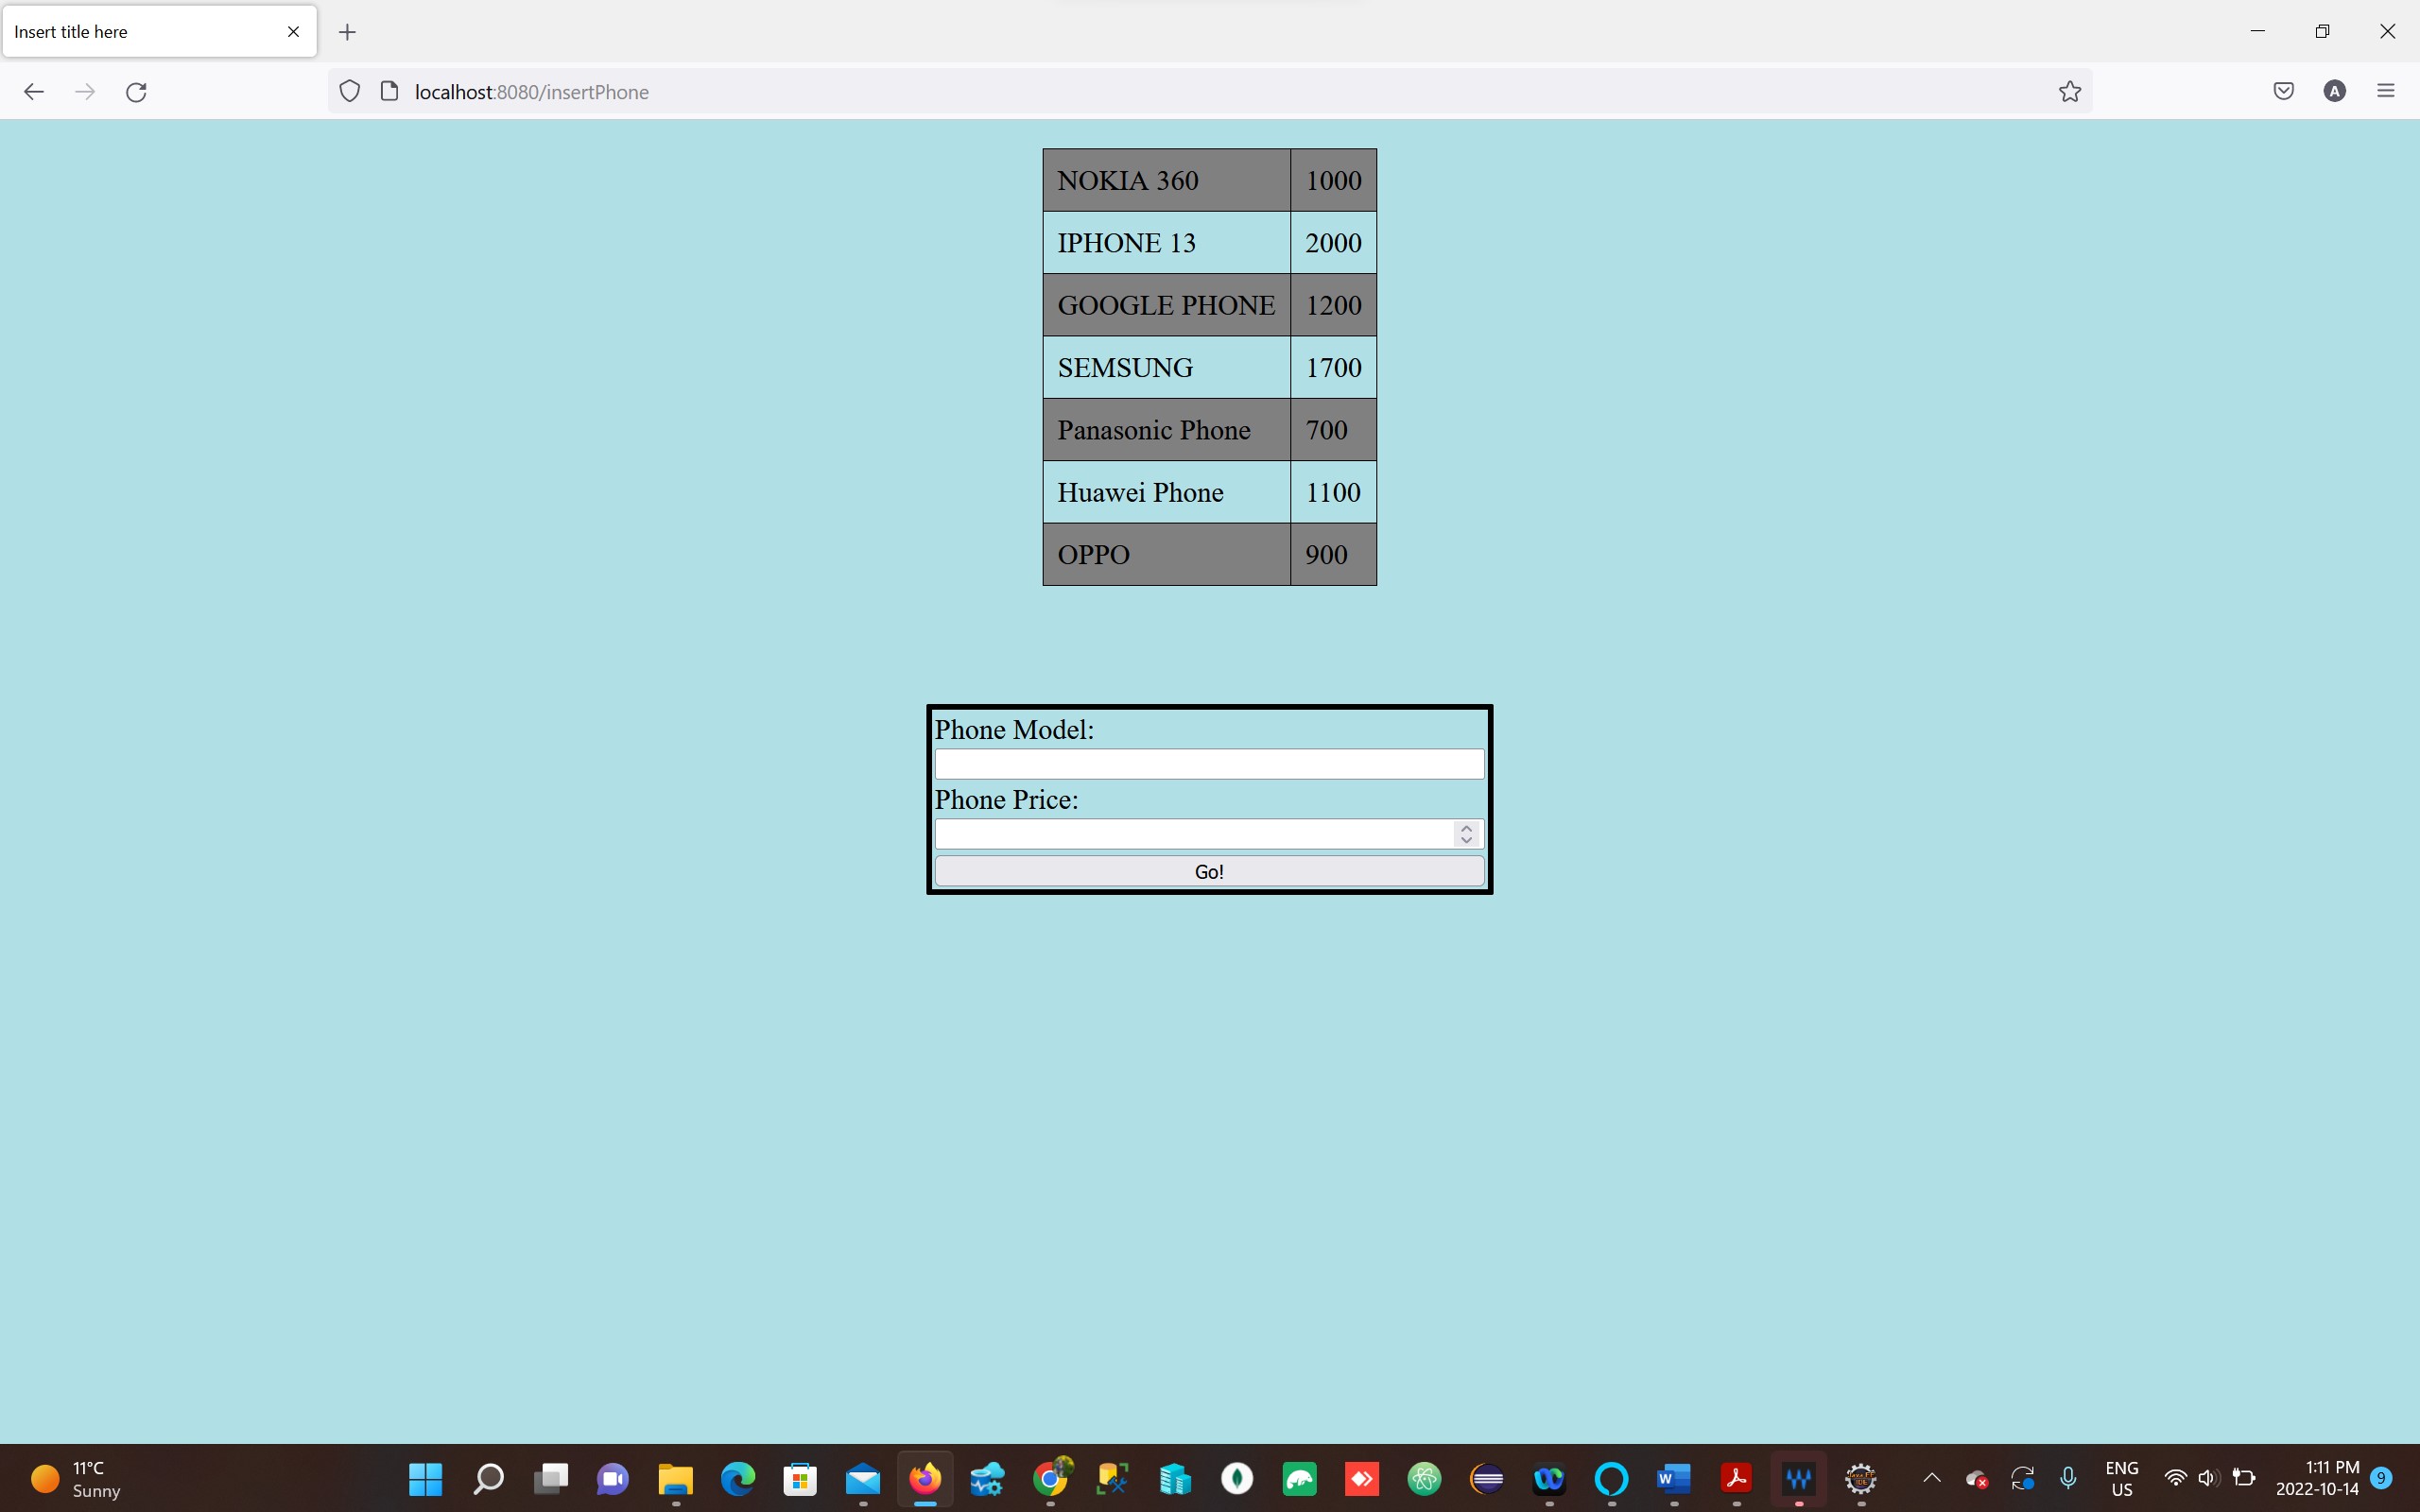 Insert title here
localhost:8080/insertPhone
A
NOKIA 360 1000
IPHONE 13 2000
GOOGLE PHONE 1200
SEMSUNG 1700
Panasonic Phone 700
Huawei Phone 1100
OPPO 900
Phone Model:
Phone Price:
Go!
11°C
Sunny
W
ENG
US
1:11 PM
2022-10-14
9